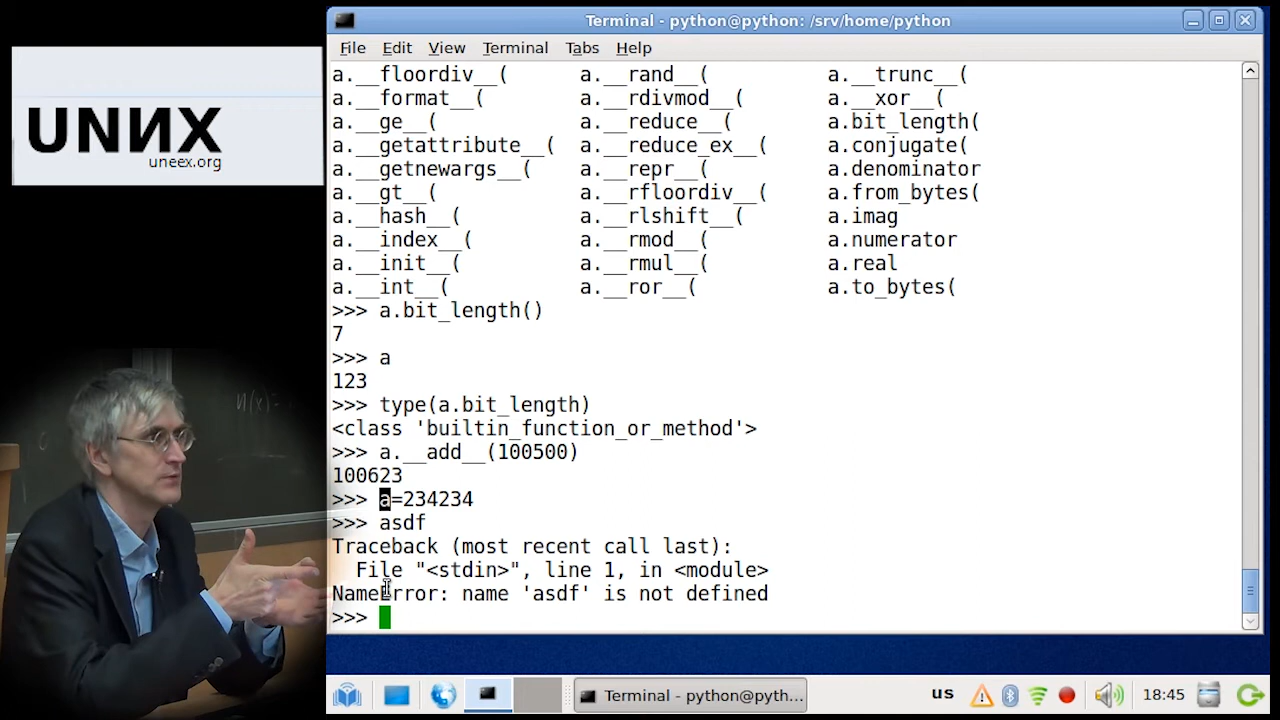 Terminal - python@python: /srv/home/python
File Edit View Terminal Tabs Help
UNИX
uneex.org
a.__floordiv__( a.__rand__( a.__trunc__(
a.__format__( a.__rdivmod__( a.__xor__(
a.__ge__( a.__reduce__( a.bit_length(
a.__getattribute__( a.__reduce_ex__( a.conjugate(
a.__getnewargs__( a.__repr__( a.denominator
a.__gt__( a.__rfloordiv__( a.from_bytes(
a.__hash__( a.__rlshift__( a.imag
a.__index__( a.__rmod__( a.numerator
a.__init__( a.__rmul__( a.real
a.__int__( a.__ror__( a.to_bytes(
>>> a.bit_length()
7
>>> a
123
>>> type(a.bit_length)
<class 'builtin_function_or_method'>
>>> a.__add__(100500)
100623
>>> a=234234
>>> asdf
Traceback (most recent call last):
  File "<stdin>", line 1, in <module>
NameError: name 'asdf' is not defined
>>>
Terminal - python@pyth... us 18:45